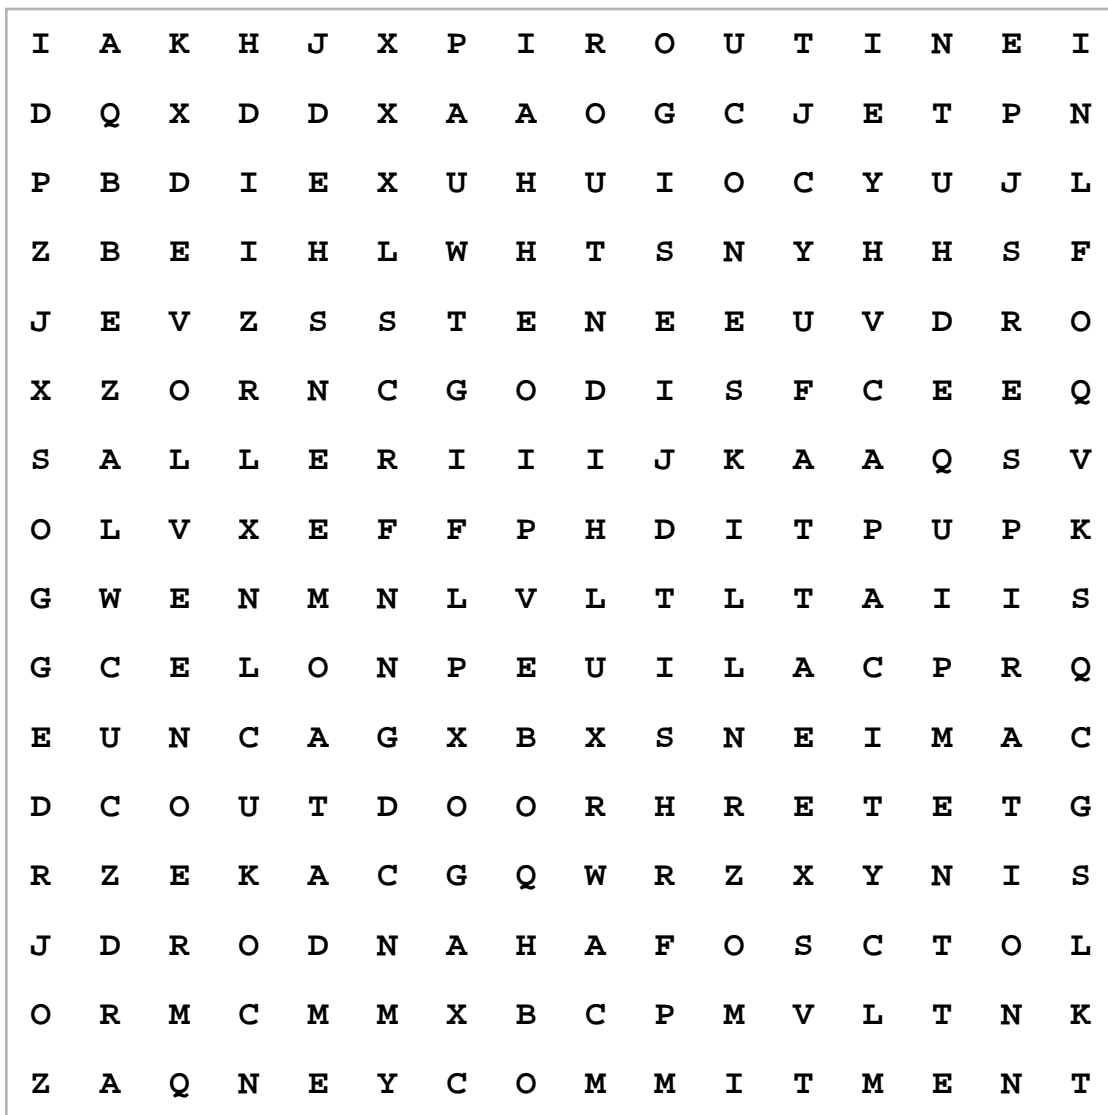 I A K H J X P I R O U T I N E I
D Q X D D X A A O G C J E T P N
P B D I E X U H U I O C Y U J L
Z B E I H L W H T S N Y H H S F
J E V Z S S T E N E E U V D R O
X Z O R N C G O D I S F C E E Q
S A L L E R I I I J K A A Q S V
O L V X E F F P H D I T P U P K
G W E N M N L V L T L T A I I S
G C E L O N P E U I L A C P R Q
E U N C A G X B X S N E I M A C
D C O U T D O O R H R E T E T G
R Z E K A C G Q W R Z X Y N I S
J D R O D N A H A F O S C T O L
O R M C M M X B C P M V L T N K
Z A Q N E Y C O M M I T M E N T